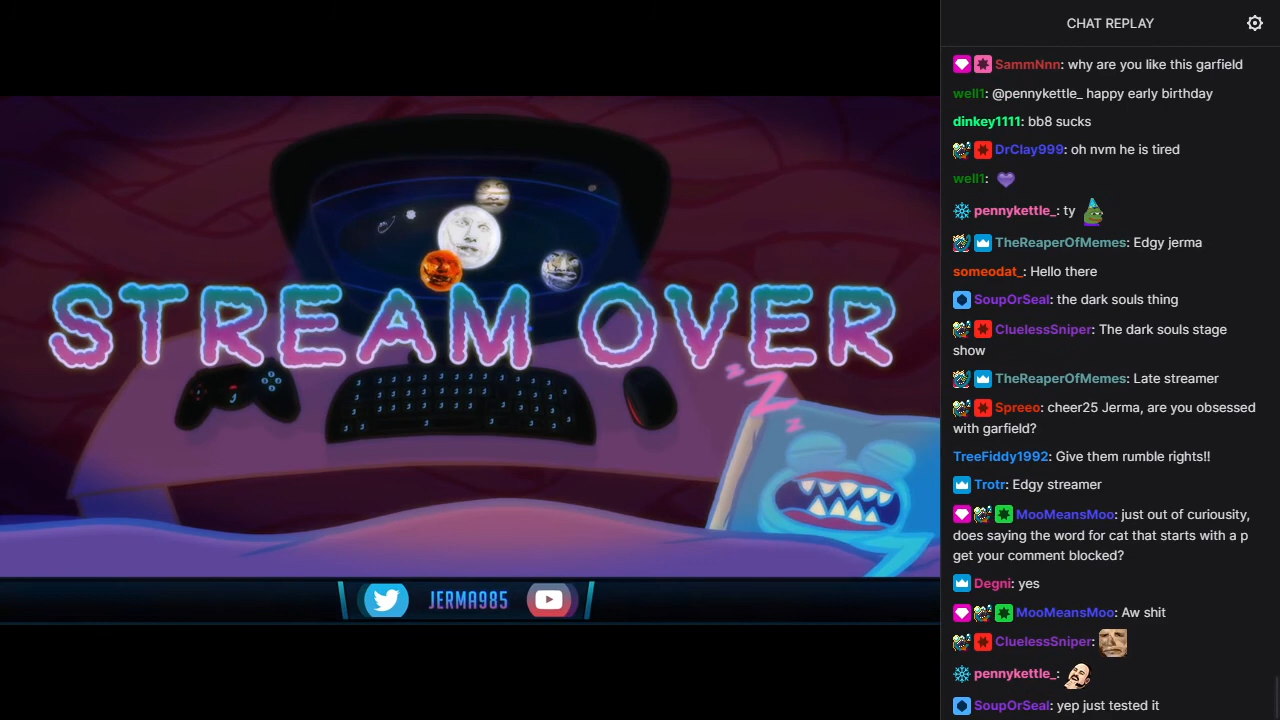 CHAT REPLAY
SammNnn: why are you like this garfield
well1: @pennykettle_ happy early birthday
dinkey1111: bb8 sucks
DrClay999: oh nvm he is tired
well1:
pennykettle_: ty
TheReaperOfMemes: Edgy jerma
someodat_: Hello there
SoupOrSeal: the dark souls thing
CluelessSniper: The dark souls stage
show
TheReaperOfMemes: Late streamer
Spreeo: cheer25 Jerma, are you obsessed
with garfield?
TreeFiddy1992: Give them rumble rights!!
Trotr: Edgy streamer
MooMeansMoo: just out of curiousity,
does saying the word for cat that starts with a p
get your comment blocked?
Degni: yes
MooMeansMoo: Aw shit
CluelessSniper:
pennykettle_:
SoupOrSeal: yep just tested it
STREAM OVER
z
Z
z
JERMA985